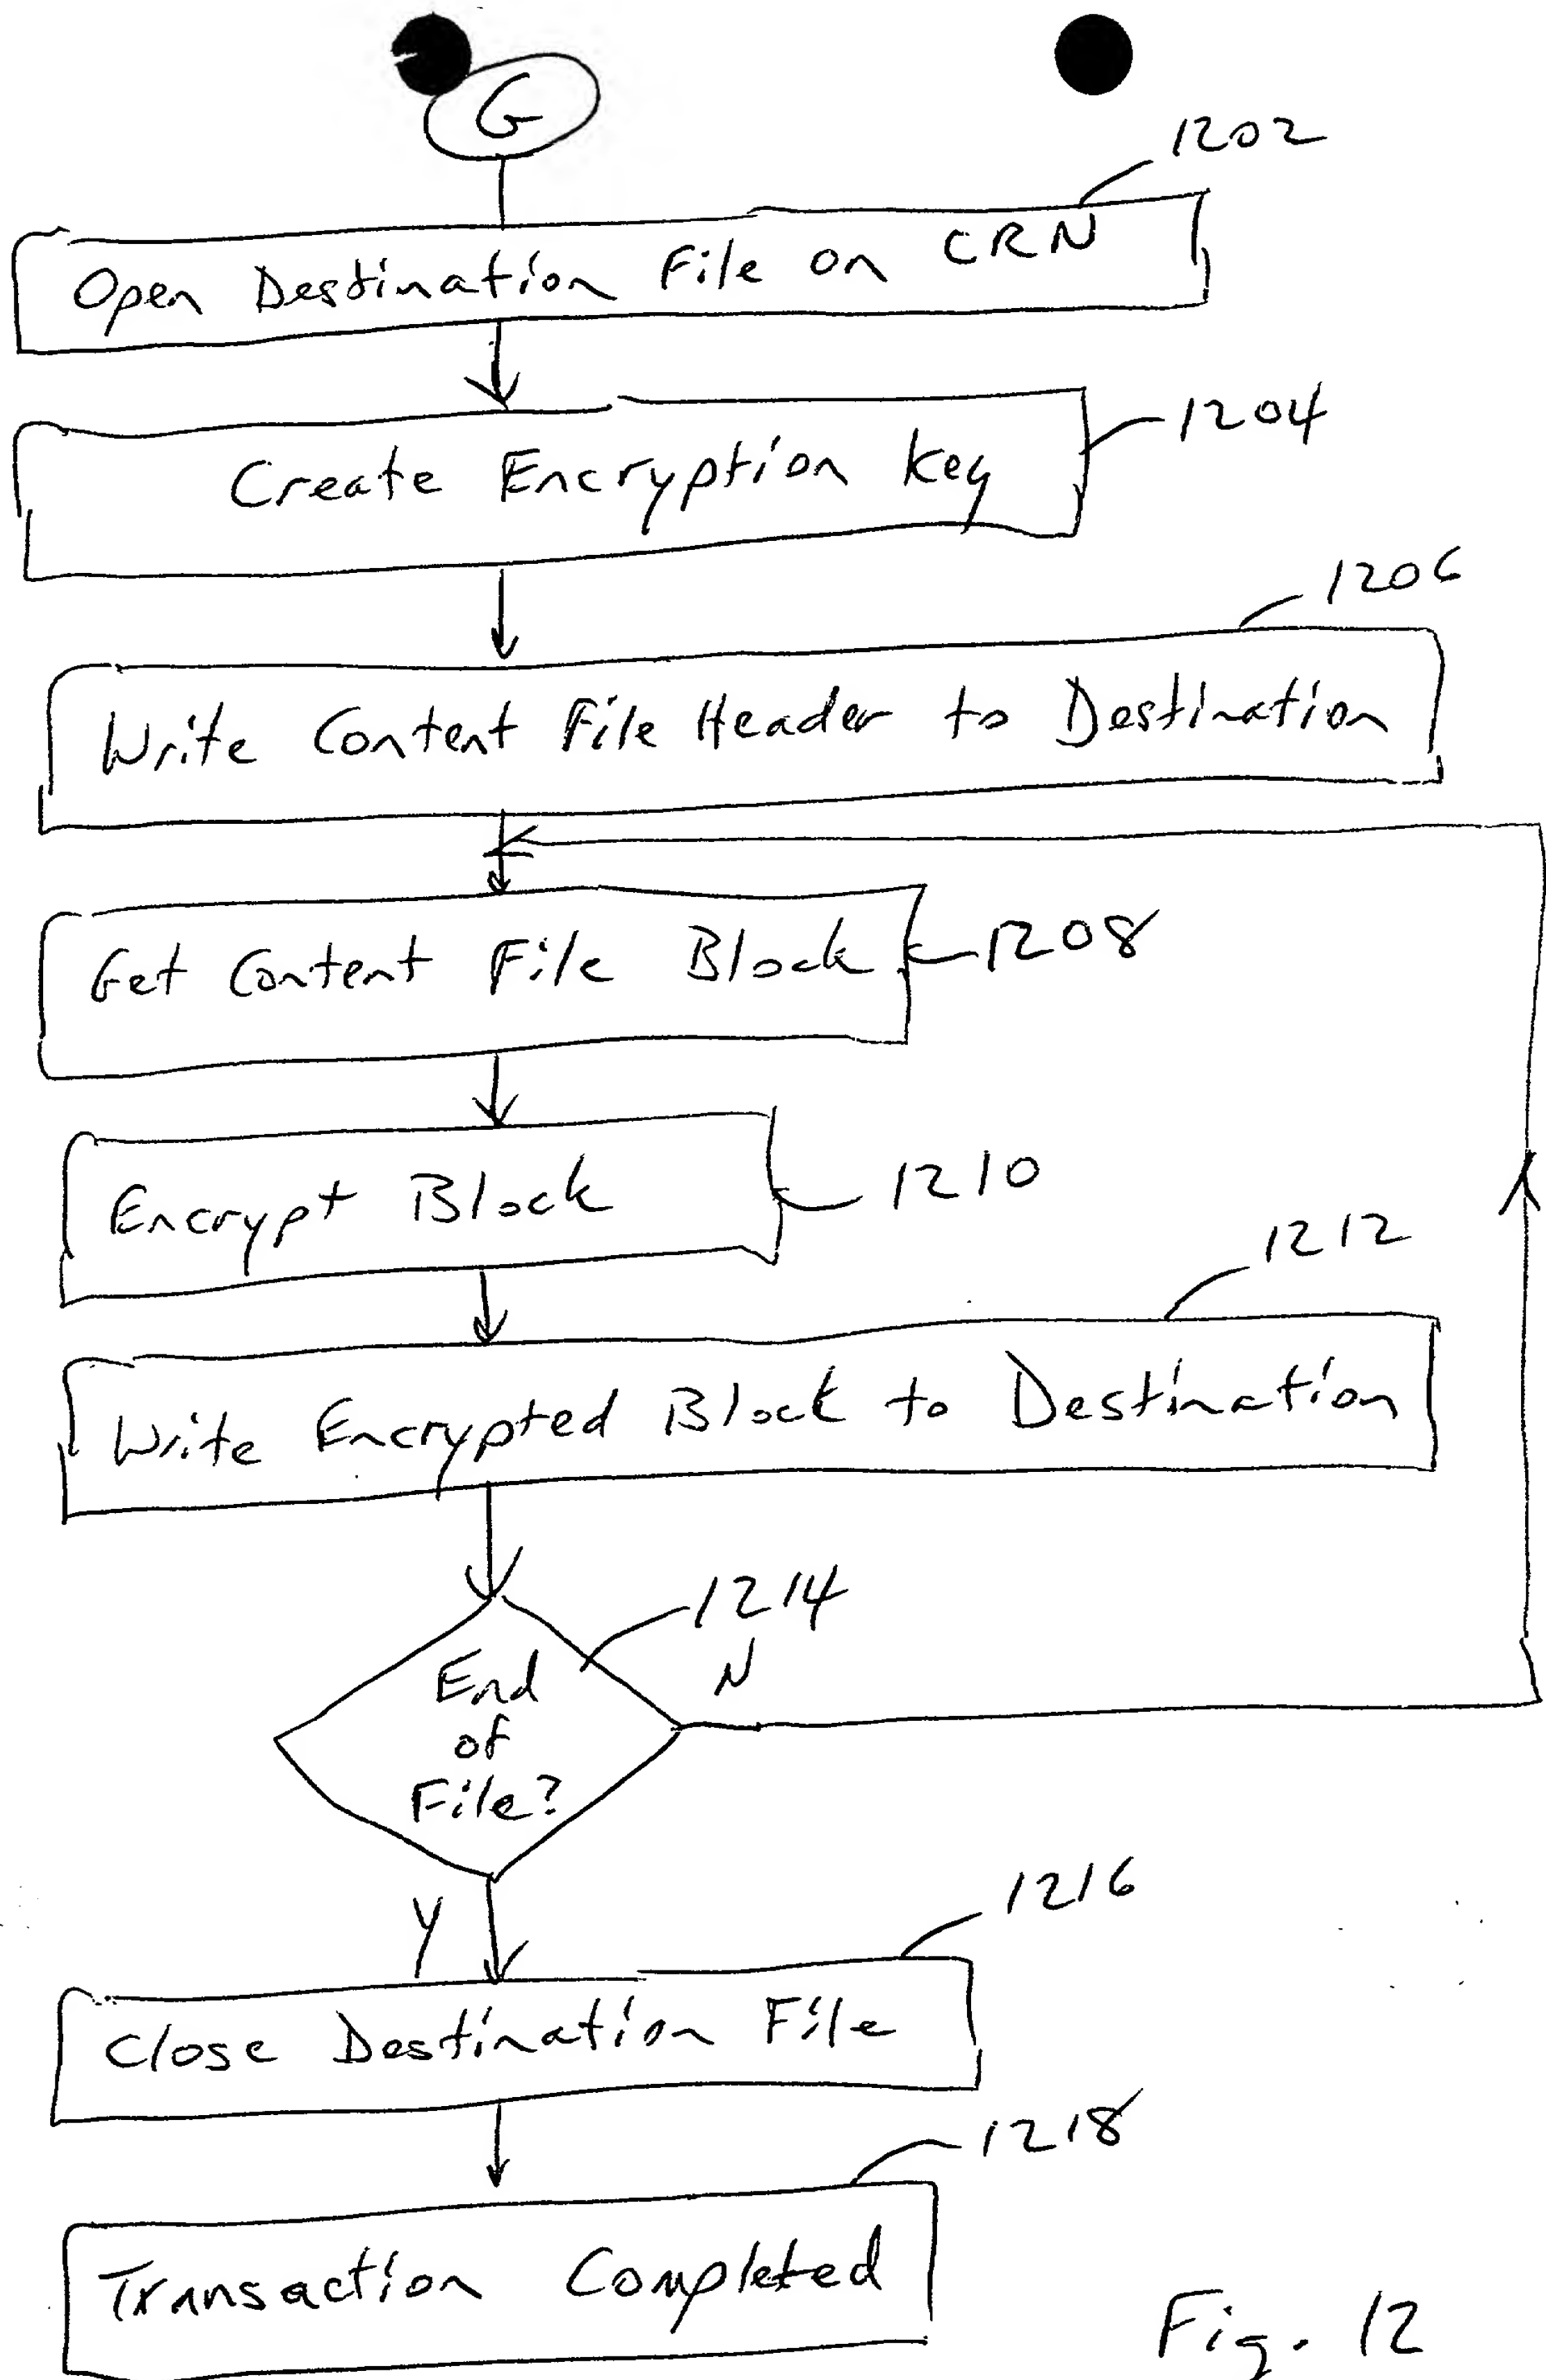 G
1202
Open Destination File on CRN
1204
Create Encryption Key
1206
Write Content File Header to Destination
Get Content File Block
1208
Encrypt Block
1210
1212
Write Encrypted Block to Destination
1214
N
End
of
File?
Y
1216
Close Destination File
1218
Transaction Completed
Fig. 12